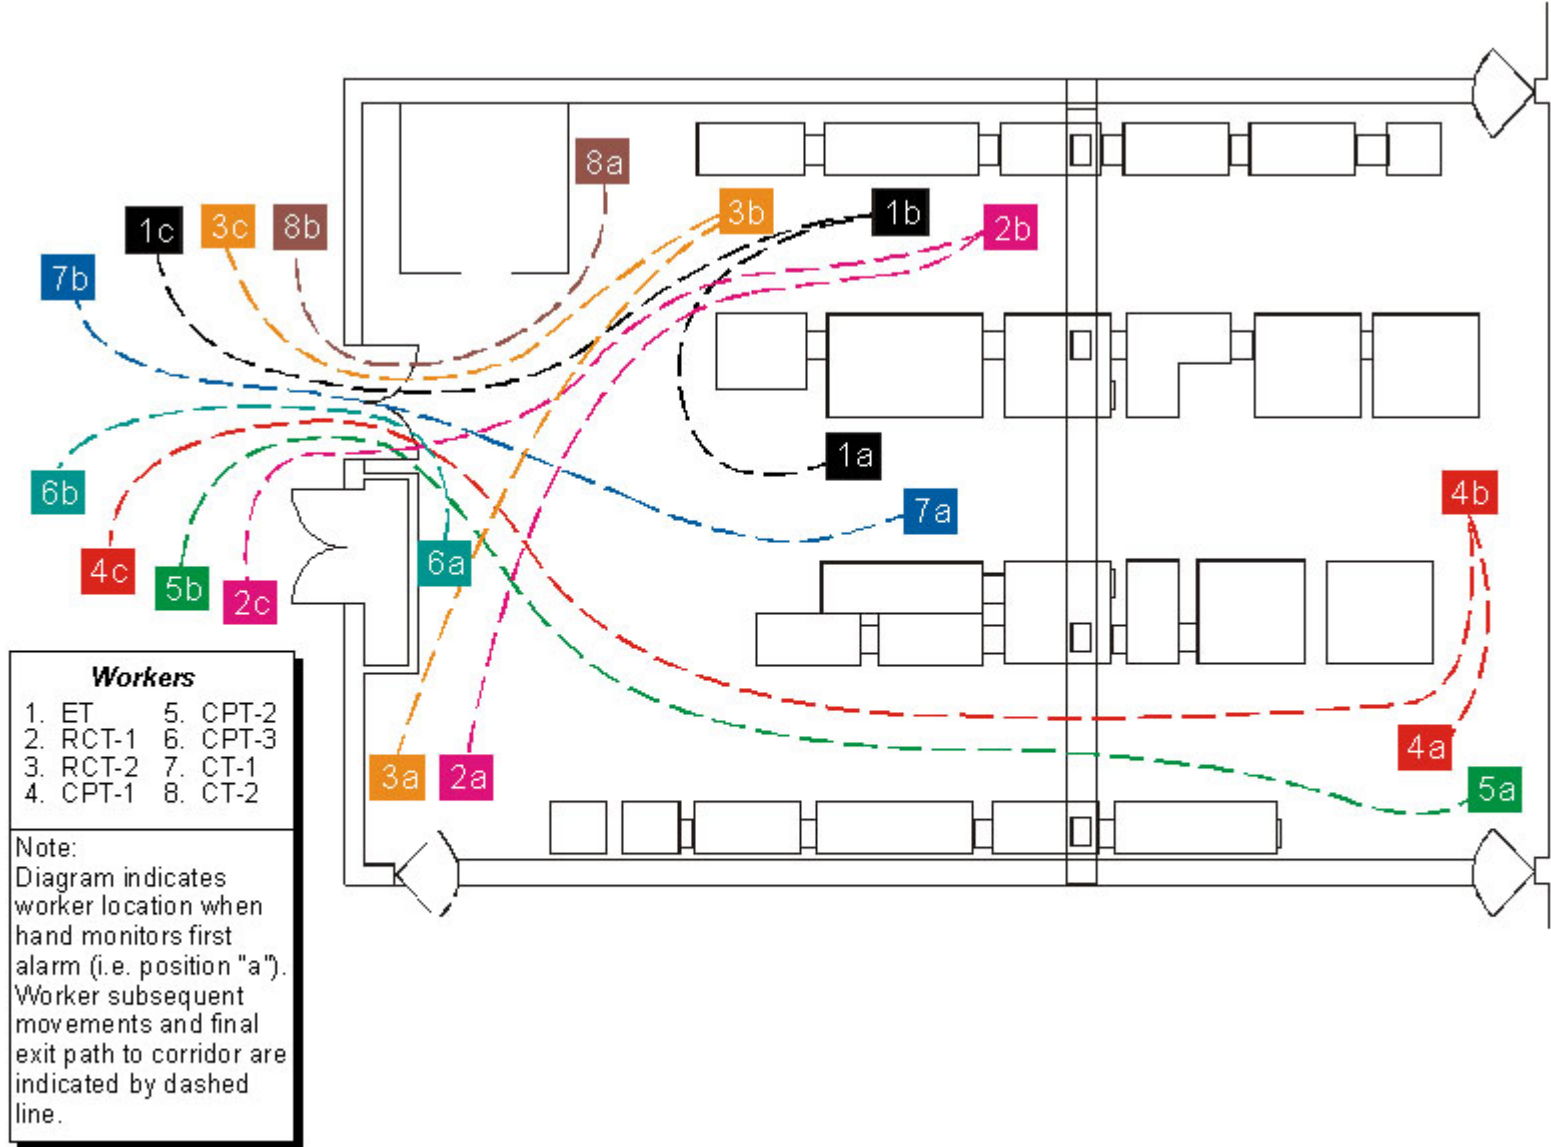 8a
3b
1b
2b
1c
3c
8b
7b
1a
7a
4b
6b
4c
5b
2c
6a
3a
2a
4a
5a
Workers
1. ET 5. CPT-2
2. RCT-1 6. CPT-3
3. RCT-2 7. CT-1
4. CPT-1 8. CT-2
Note:
Diagram indicates
worker location when
hand monitors first
alarm (i.e. position "a").
Worker subsequent
movements and final
exit path to corridor are
indicated by dashed
line.